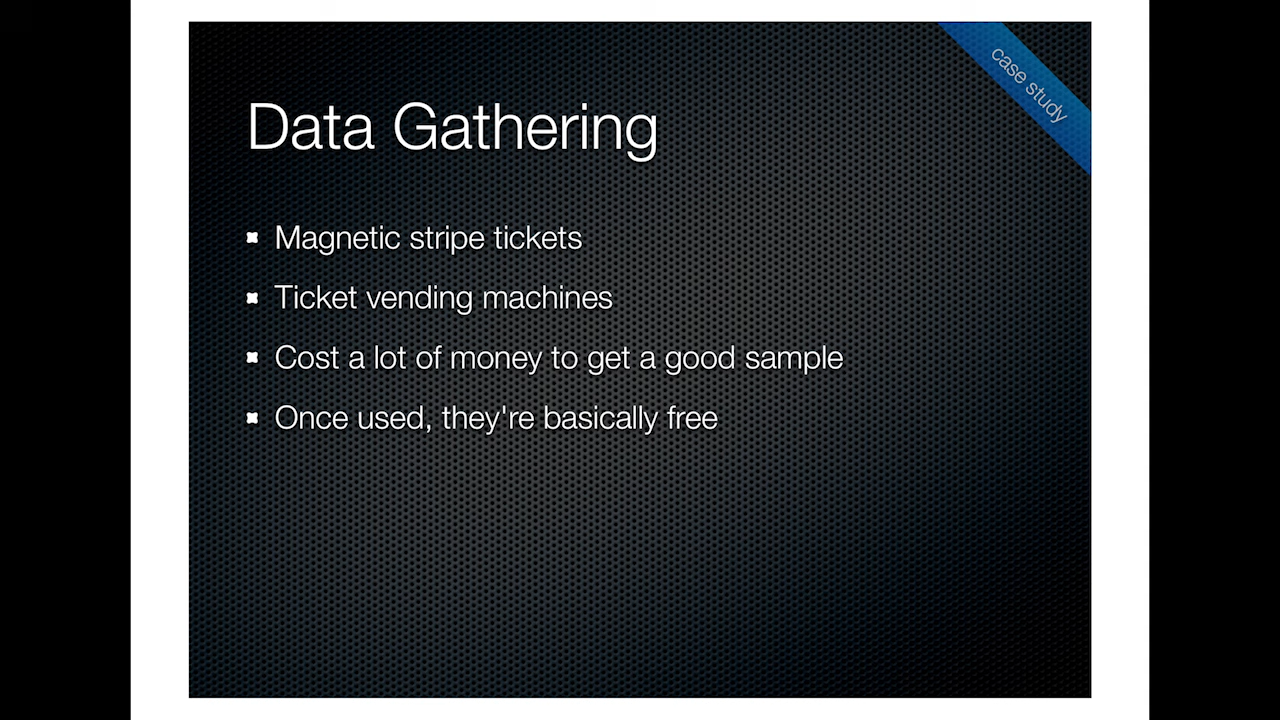 case study
Data Gathering
Magnetic stripe tickets
Ticket vending machines
Cost a lot of money to get a good sample
Once used, they're basically free